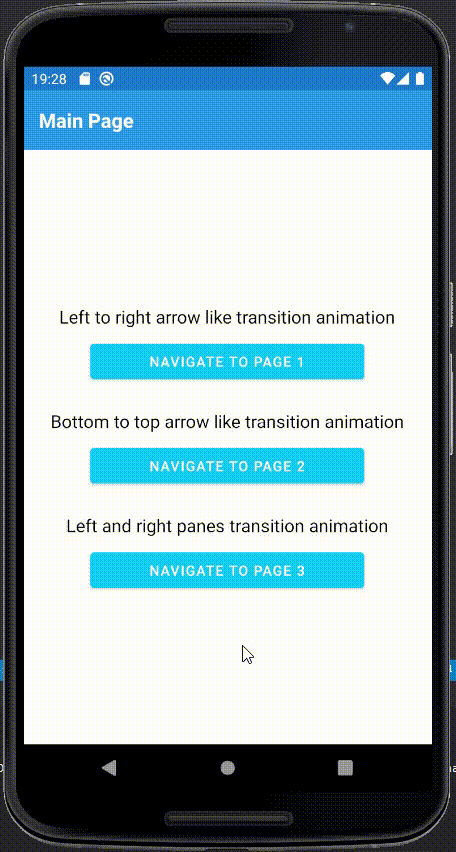 19:28
Main Page
Left to right arrow like transition animation
NAVIGATE TO PAGE 1
Bottom to top arrow like transition animation
NAVIGATE TO PAGE 2
Left and right panes transition animation
NAVIGATE TO PAGE 3